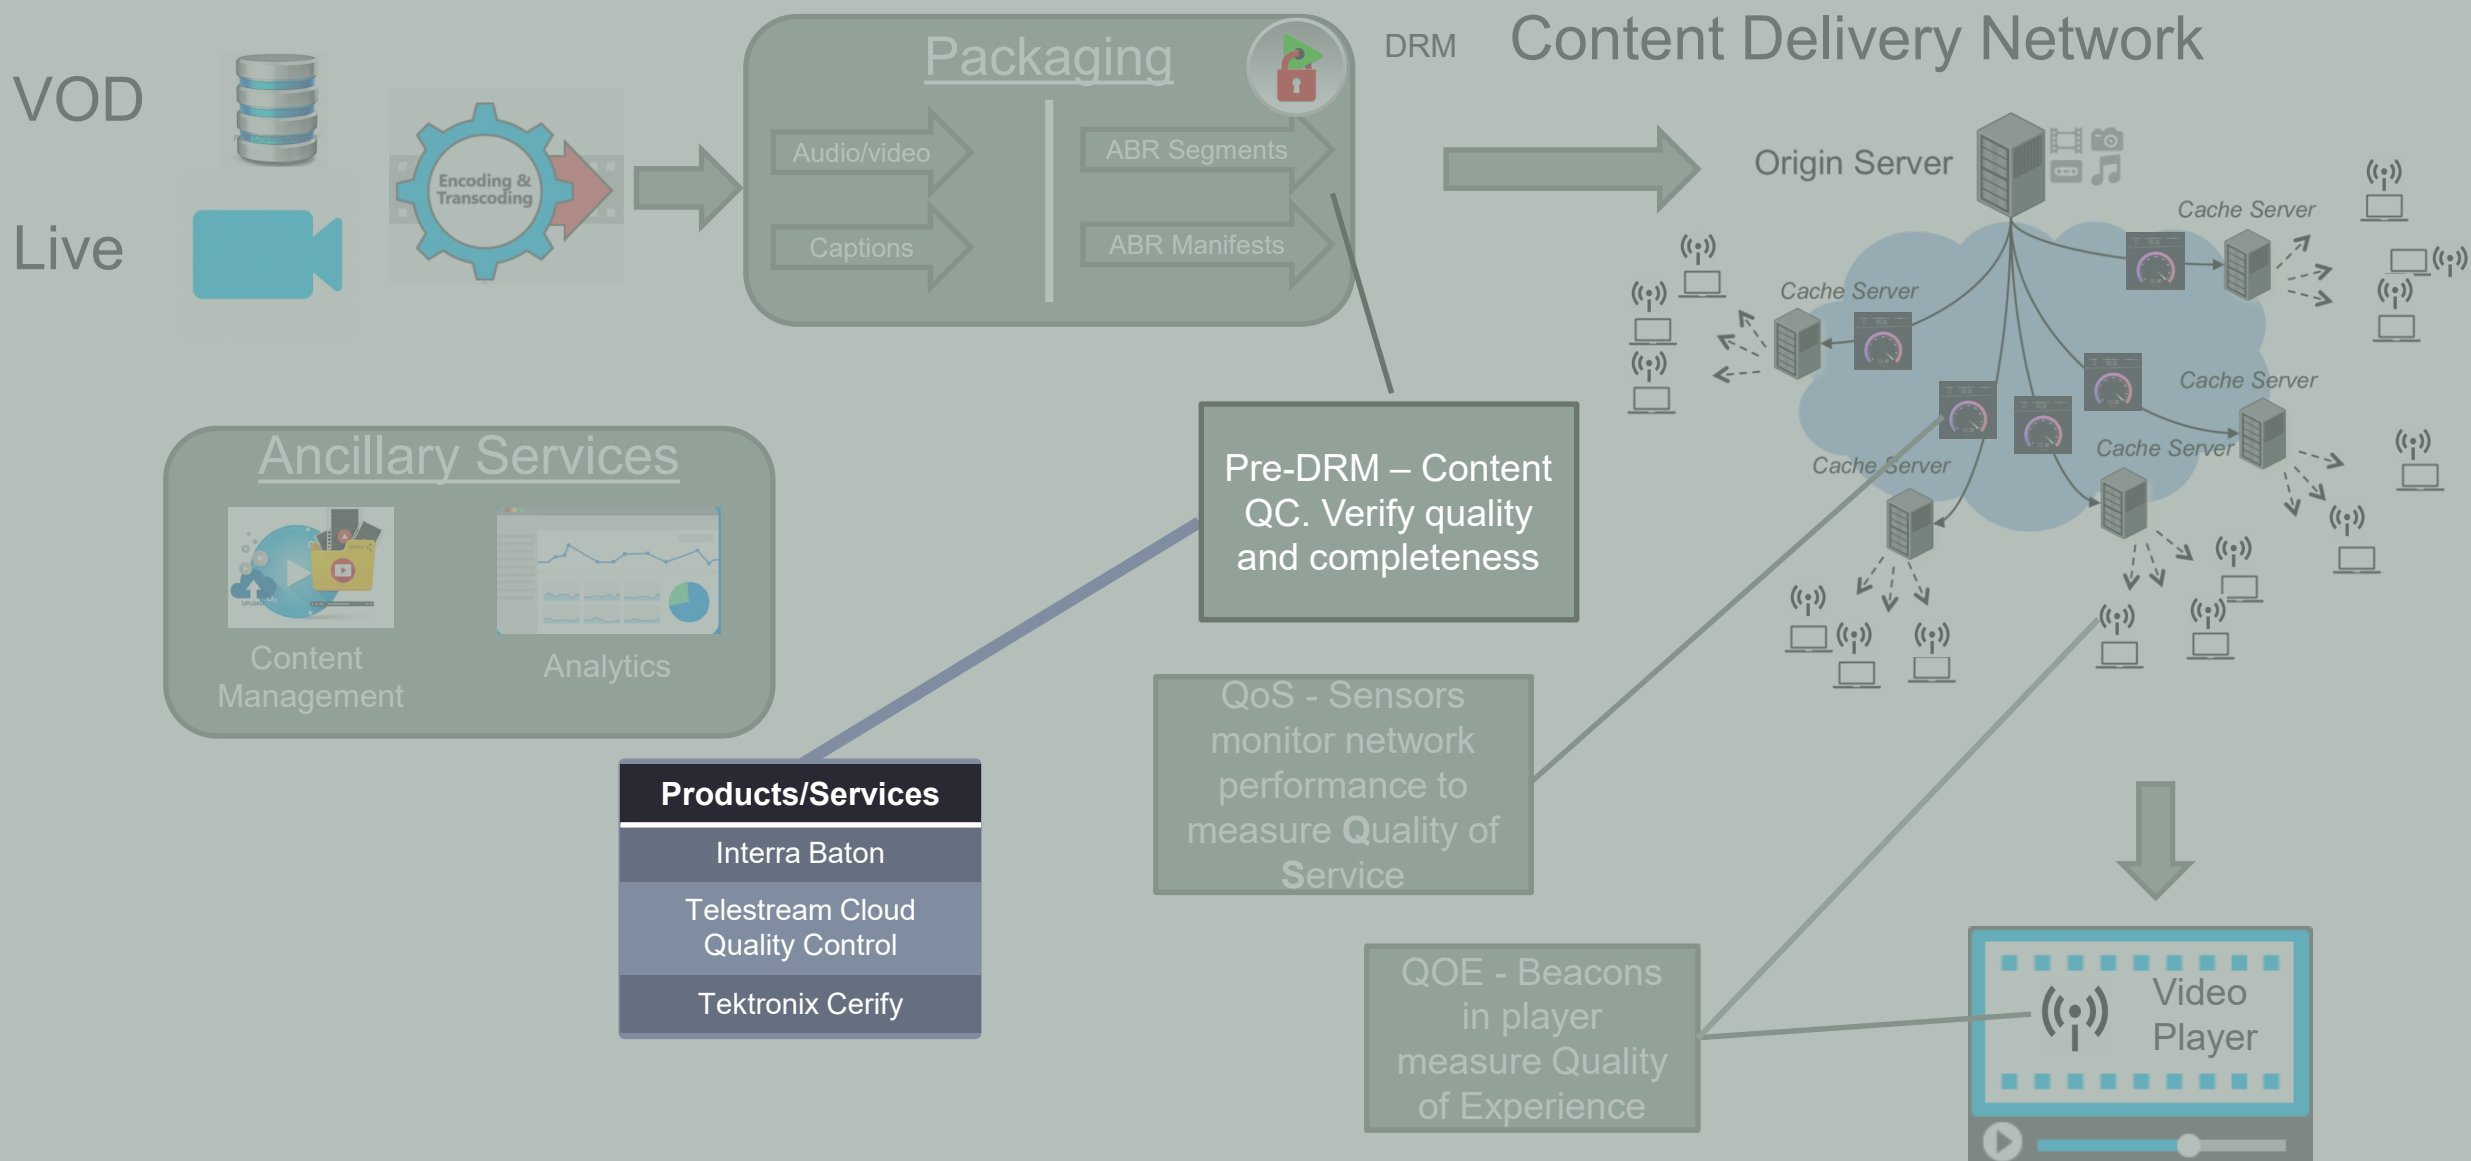 VOD
Live
Encoding &
Transcoding
Packaging
Audio/video
Captions
ABR Segments
ABR Manifests
DRM
Content Delivery Network
Origin Server
Cache Server
Cache Server
Cache Server
Cache Server
Cache Server
Ancillary Services
Content
Management
Analytics
Pre-DRM – Content
QC. Verify quality
and completeness
QoS - Sensors
monitor network
performance to
measure Quality of
Service
QOE - Beacons
in player
measure Quality
of Experience
Products/Services
Interra Baton
Telestream Cloud
Quality Control
Tektronix Cerify
Video
Player